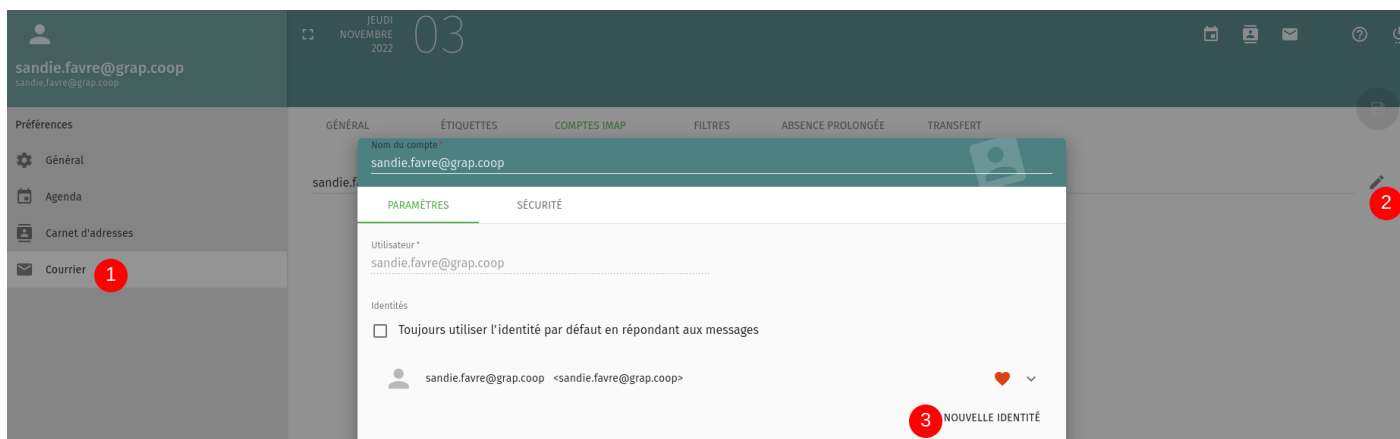 sandie.favre@grap.coop
sandie.favre@grap.coop
JEUDI
NOVEMBRE
2022
03
Préférences
Général
Agenda
Carnet d'adresses
Courrier
1
GÉNÉRAL ÉTIQUETTES COMPTES IMAP FILTRES ABSENCE PROLONGÉE TRANSFERT
sandie.f
2
Nom du compte *
sandie.favre@grap.coop
PARAMÈTRES SÉCURITÉ
Utilisateur *
sandie.favre@grap.coop
Identités
Toujours utiliser l'identité par défaut en répondant aux messages
sandie.favre@grap.coop <sandie.favre@grap.coop>
3 NOUVELLE IDENTITÉ